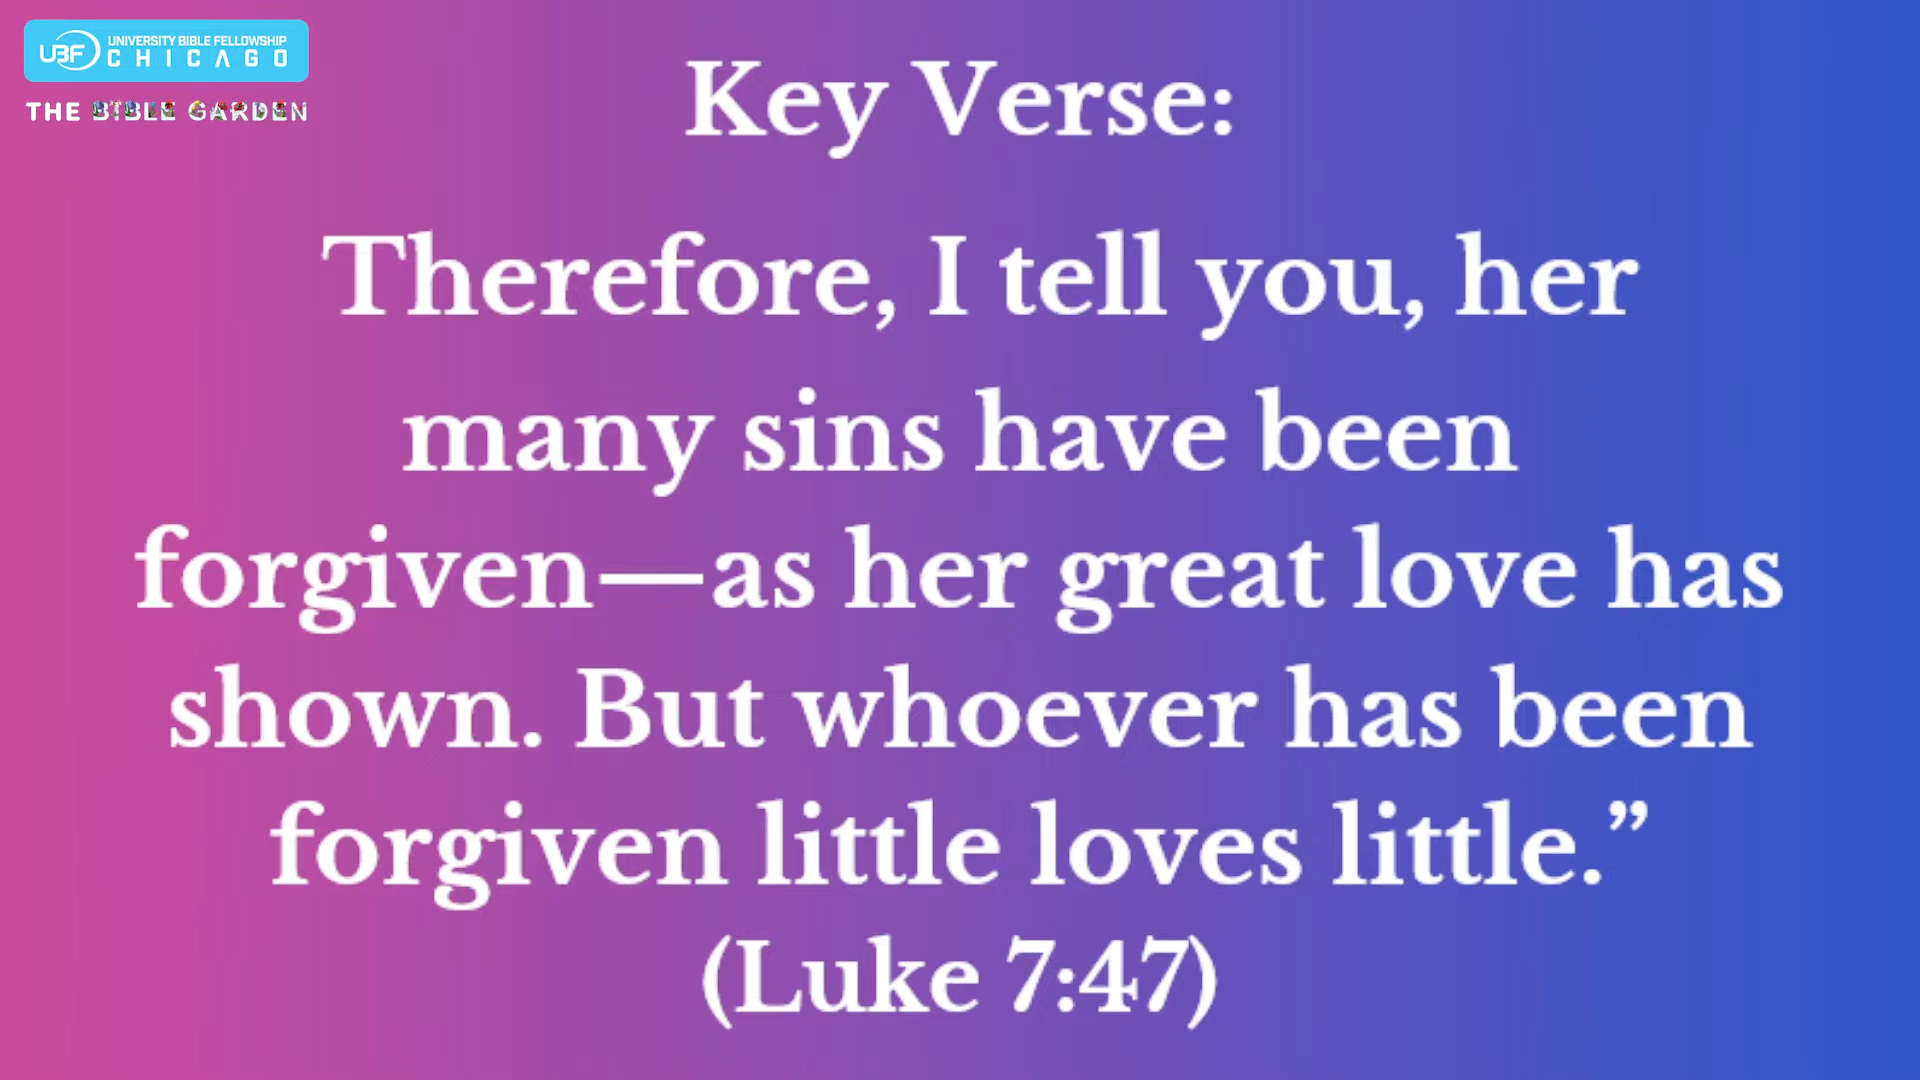 UBF UNIVERSITY BIBLE FELLOWSHIP
CHICAGO
THE BIBLE GARDEN
Key Verse:
Therefore, I tell you, her
many sins have been
forgiven—as her great love has
shown. But whoever has been
forgiven little loves little.”
(Luke 7:47)